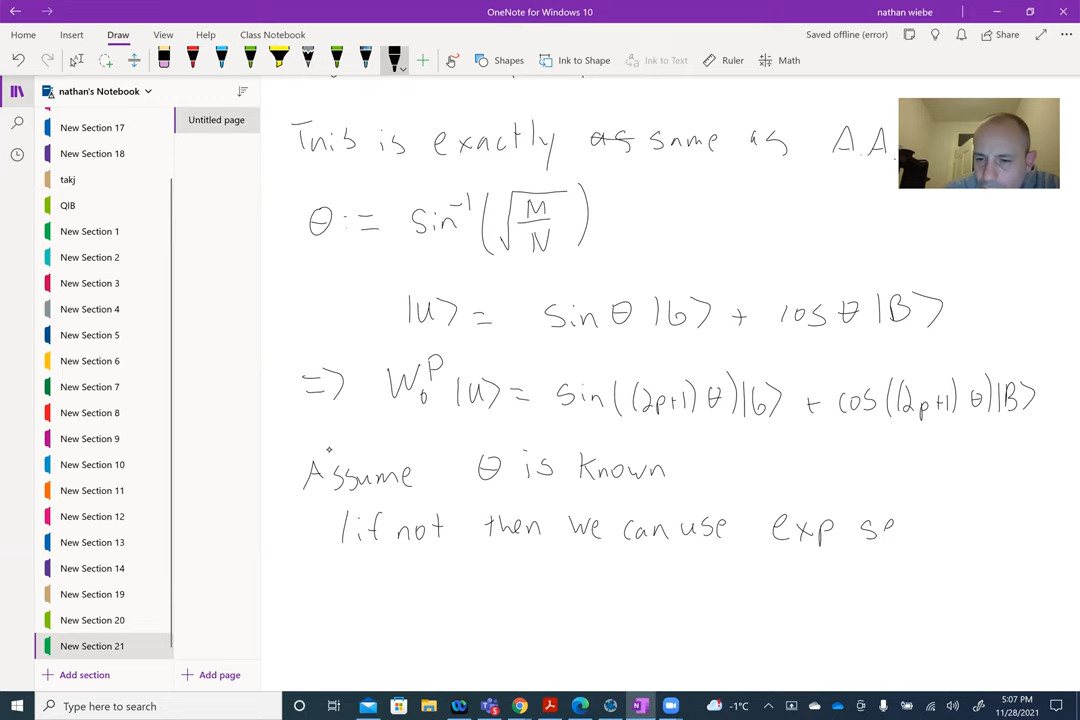 OneNote for Windows 10
nathan wiebe
Home Insert Draw View Help Class Notebook
Saved offline (error) Share
Shapes Ink to Shape Ink to Text Ruler Math
nathan's Notebook
Untitled page
New Section 17
New Section 18
takj
QIB
New Section 1
New Section 2
New Section 3
New Section 4
New Section 5
New Section 6
New Section 7
New Section 8
New Section 9
New Section 10
New Section 11
New Section 12
New Section 13
New Section 14
New Section 19
New Section 20
New Section 21
Add section
Add page
This is exactly as same as A.A.
θ := sin⁻¹(√(M/N))
|u⟩ = sin θ |G⟩ + cos θ |B⟩
=> W₀ᴾ |u⟩ = sin((2p+1) θ)|G⟩ + cos((2p+1) θ)|B⟩
Assume θ is known
(if not then we can use exp se
Type here to search
-1°C
5:07 PM
11/28/2021